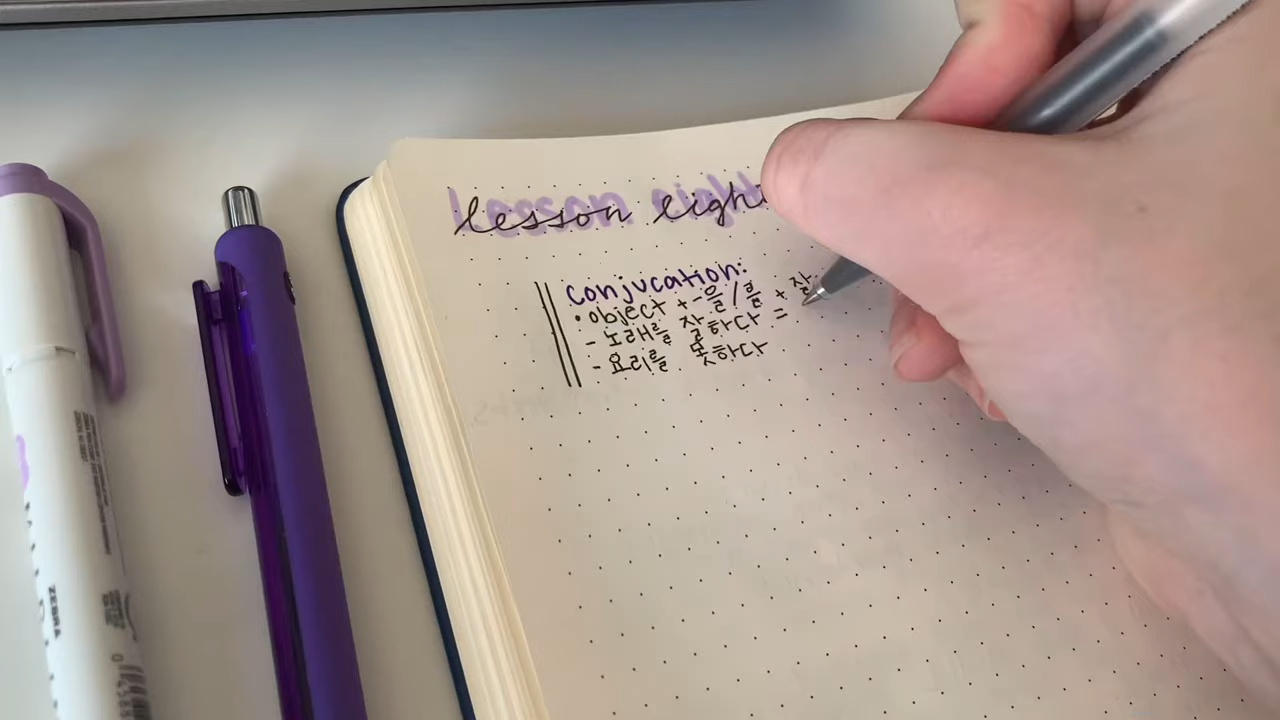 lesson eight
conjucation:
• object + -을/를 + 잘
- 노래를 잘하다 =
- 요리를 못하다
ZEBRA